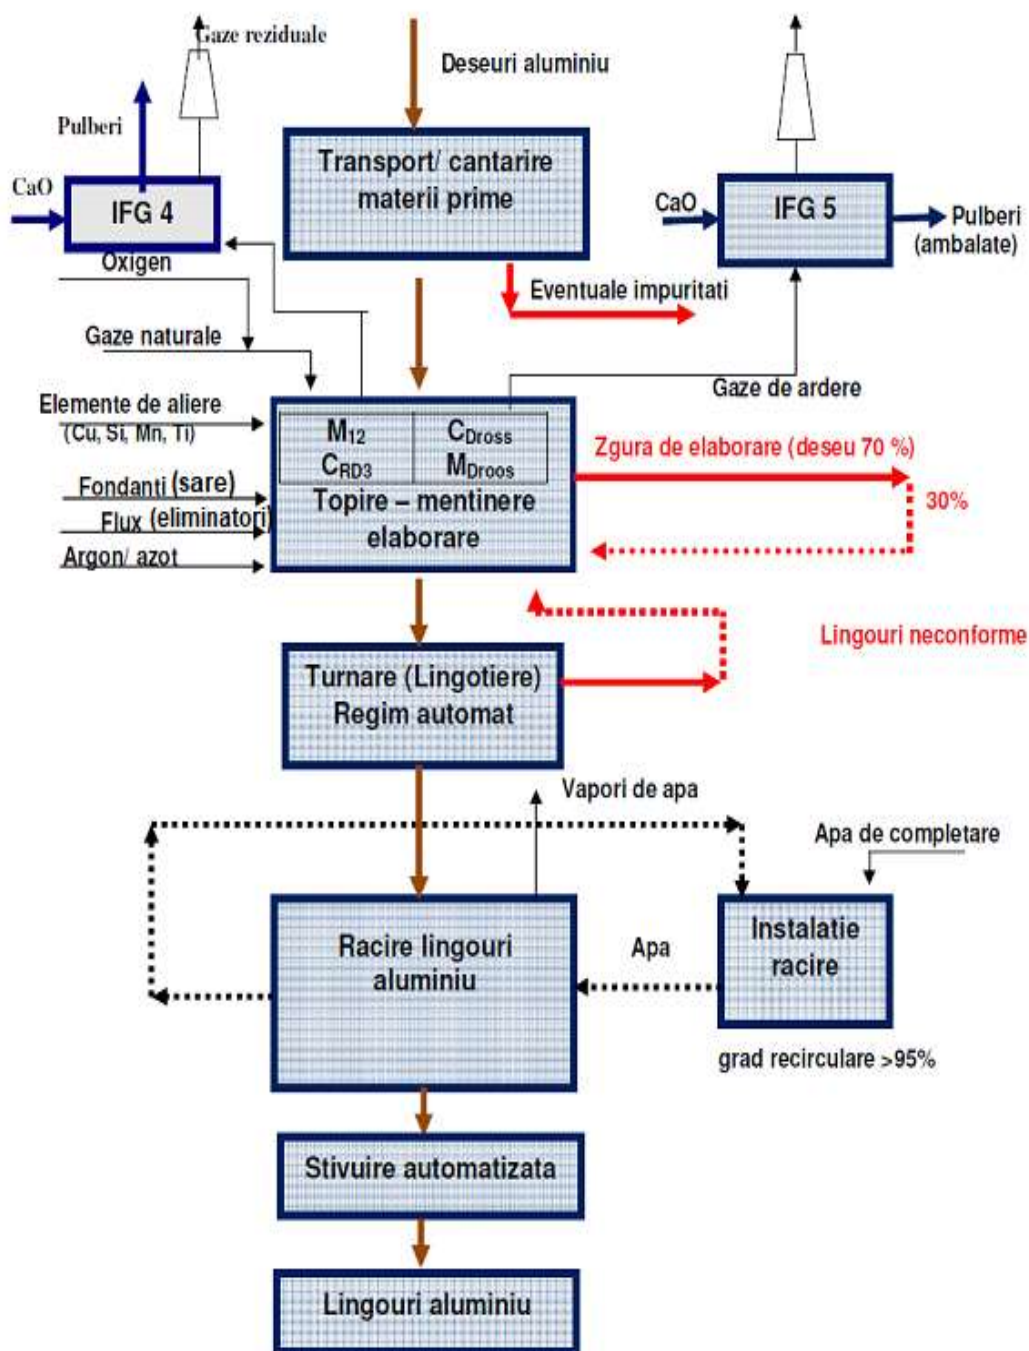 Gaze reziduale
Deseuri aluminiu
Pulberi
Transport/ cantarire
materii prime
CaO
IFG 4
CaO
IFG 5
Pulberi
(ambalate)
Oxigen
Eventuale impuritati
Gaze naturale
Gaze de ardere
Elemente de aliere
(Cu, Si, Mn, Ti)
M12
CDross
CRD3
MDroos
Topire – mentinere
elaborare
Zgura de elaborare (deseu 70 %)
30%
Fondanti (sare)
Flux (eliminatori)
Argon/ azot
Lingouri neconforme
Turnare (Lingotiere)
Regim automat
Vapori de apa
Apa de completare
Racire lingouri
aluminiu
Apa
Instalatie
racire
grad recirculare >95%
Stivuire automatizata
Lingouri aluminiu